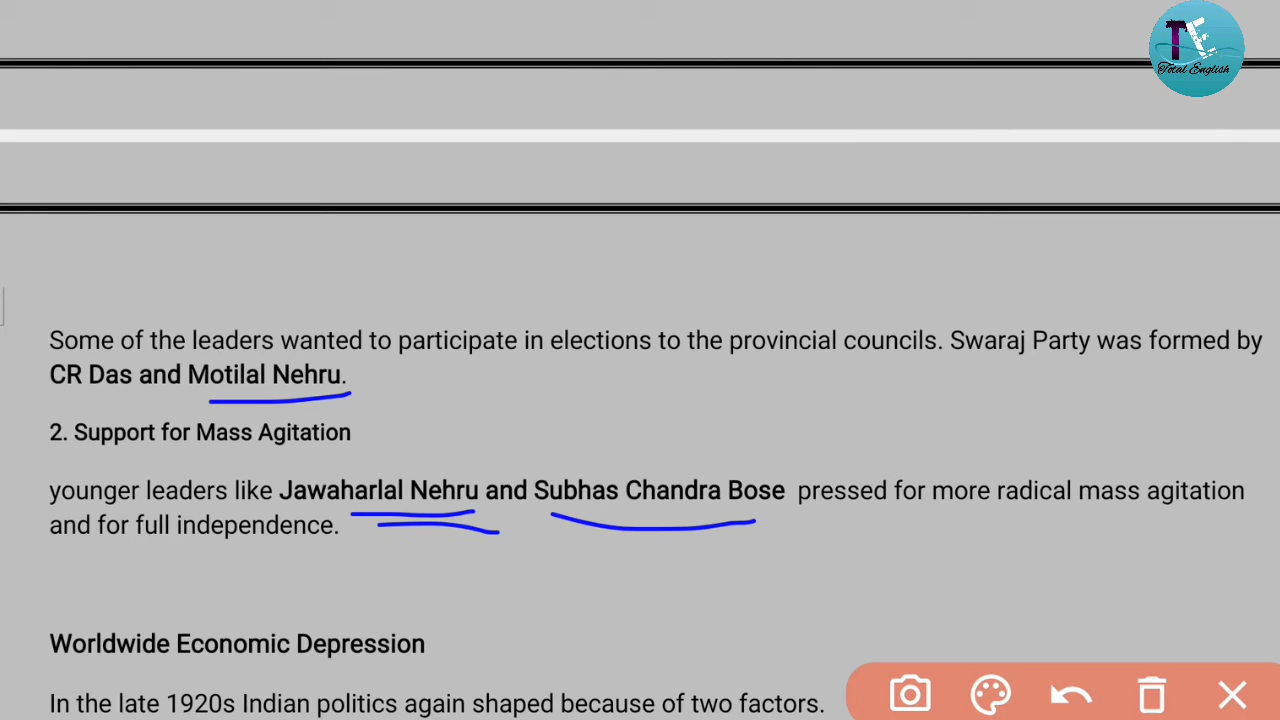 TE
Total English
Some of the leaders wanted to participate in elections to the provincial councils. Swaraj Party was formed by
CR Das and Motilal Nehru.
2. Support for Mass Agitation
younger leaders like Jawaharlal Nehru and Subhas Chandra Bose pressed for more radical mass agitation
and for full independence.
Worldwide Economic Depression
In the late 1920s Indian politics again shaped because of two factors.